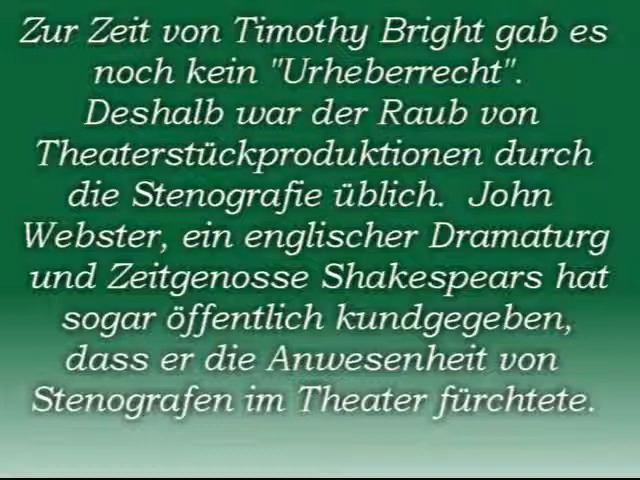 Zur Zeit von Timothy Bright gab es
noch kein "Urheberrecht".
Deshalb war der Raub von
Theaterstückproduktionen durch
die Stenografie üblich. John
Webster, ein englischer Dramaturg
und Zeitgenosse Shakespears hat
sogar öffentlich kundgegeben,
dass er die Anwesenheit von
Stenografen im Theater fürchtete.